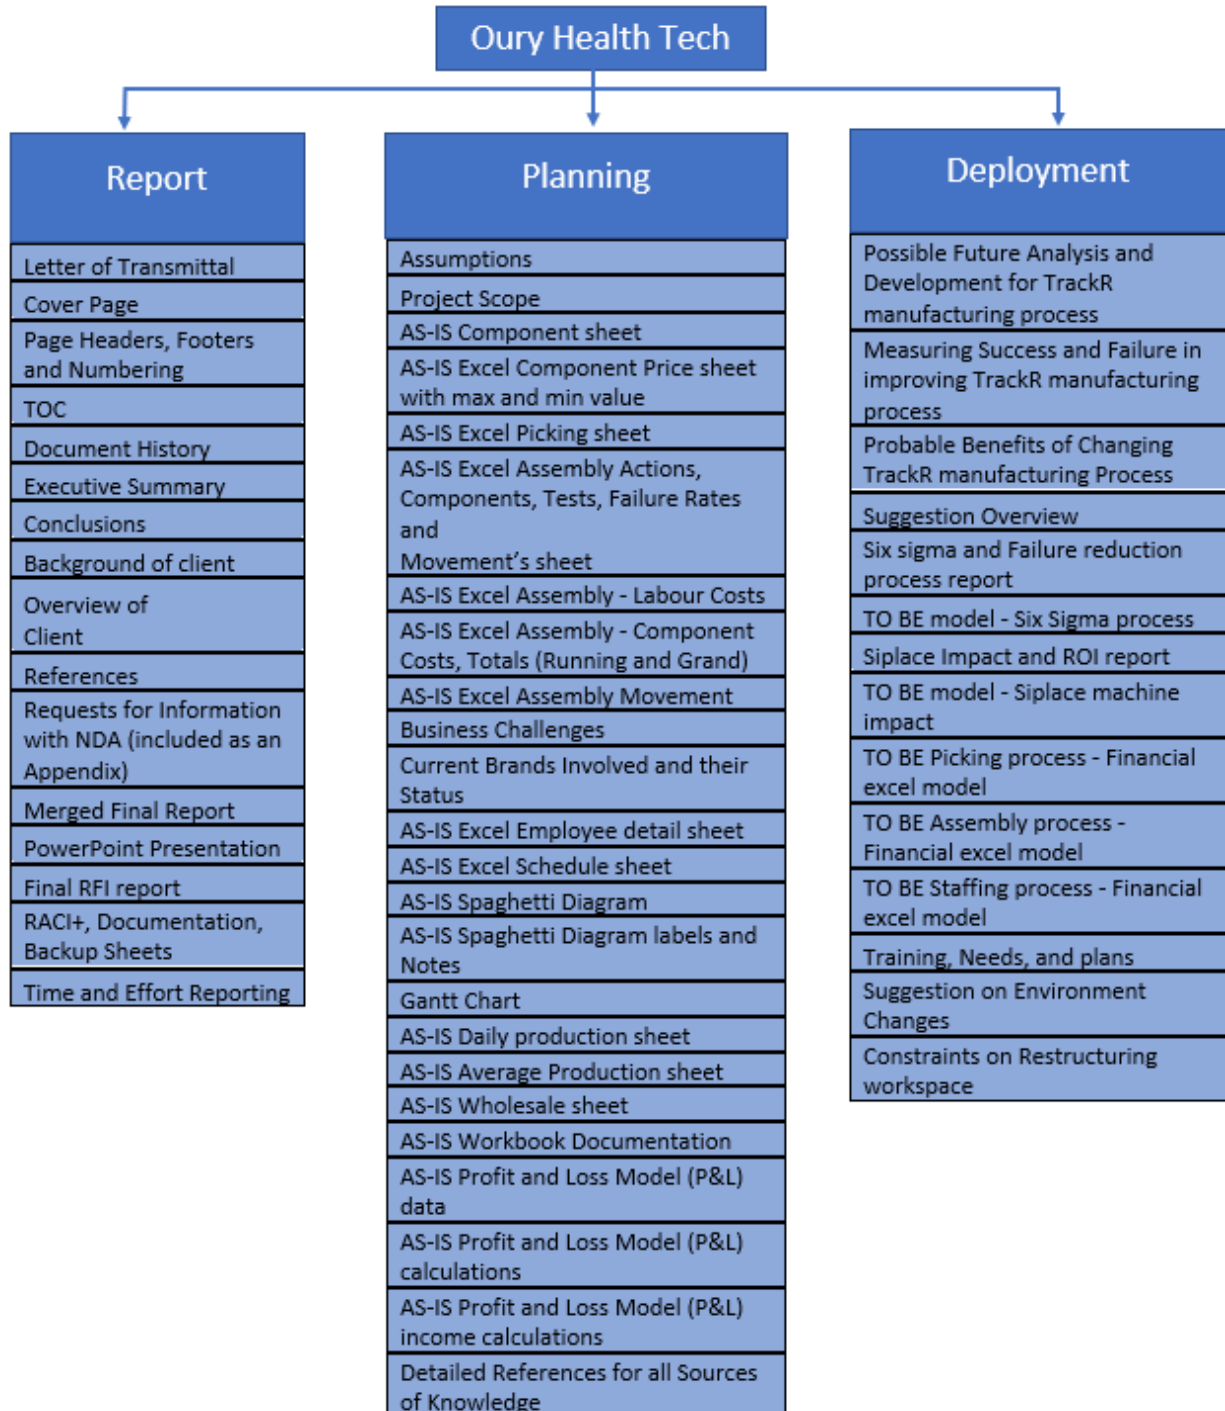 Oury Health Tech
Report
Letter of Transmittal
Cover Page
Page Headers, Footers
and Numbering
TOC
Document History
Executive Summary
Conclusions
Background of client
Overview of
Client
References
Requests for Information
with NDA (included as an
Appendix)
Merged Final Report
PowerPoint Presentation
Final RFI report
RACI+, Documentation,
Backup Sheets
Time and Effort Reporting
Planning
Assumptions
Project Scope
AS-IS Component sheet
AS-IS Excel Component Price sheet
with max and min value
AS-IS Excel Picking sheet
AS-IS Excel Assembly Actions,
Components, Tests, Failure Rates
and
Movement's sheet
AS-IS Excel Assembly - Labour Costs
AS-IS Excel Assembly - Component
Costs, Totals (Running and Grand)
AS-IS Excel Assembly Movement
Business Challenges
Current Brands Involved and their
Status
AS-IS Excel Employee detail sheet
AS-IS Excel Schedule sheet
AS-IS Spaghetti Diagram
AS-IS Spaghetti Diagram labels and
Notes
Gantt Chart
AS-IS Daily production sheet
AS-IS Average Production sheet
AS-IS Wholesale sheet
AS-IS Workbook Documentation
AS-IS Profit and Loss Model (P&L)
data
AS-IS Profit and Loss Model (P&L)
calculations
AS-IS Profit and Loss Model (P&L)
income calculations
Detailed References for all Sources
of Knowledge
Deployment
Possible Future Analysis and
Development for TrackR
manufacturing process
Measuring Success and Failure in
improving TrackR manufacturing
process
Probable Benefits of Changing
TrackR manufacturing Process
Suggestion Overview
Six sigma and Failure reduction
process report
TO BE model - Six Sigma process
Siplace Impact and ROI report
TO BE model - Siplace machine
impact
TO BE Picking process - Financial
excel model
TO BE Assembly process -
Financial excel model
TO BE Staffing process - Financial
excel model
Training, Needs, and plans
Suggestion on Environment
Changes
Constraints on Restructuring
workspace